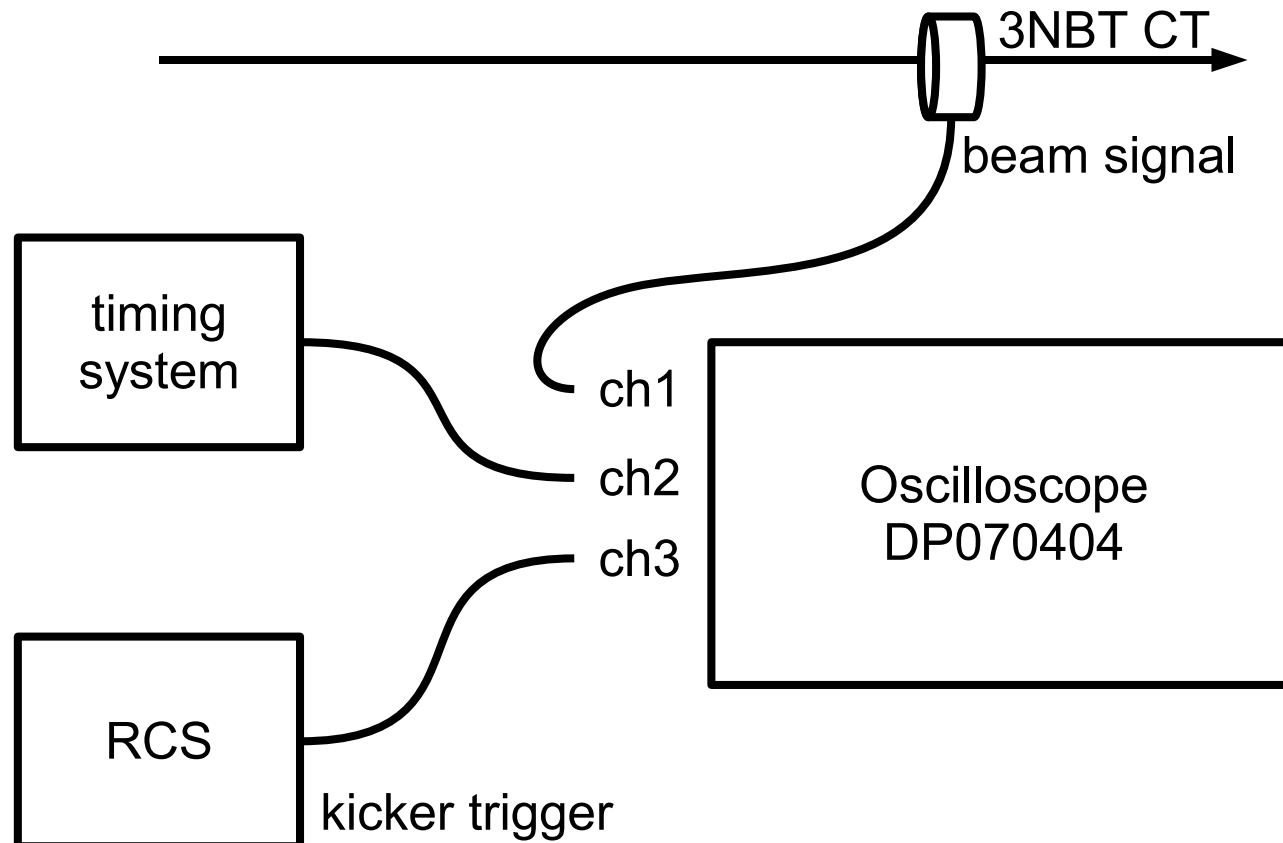 3NBT CT
beam signal
timing
system
ch1
ch2
ch3
Oscilloscope
DP070404
RCS
kicker trigger